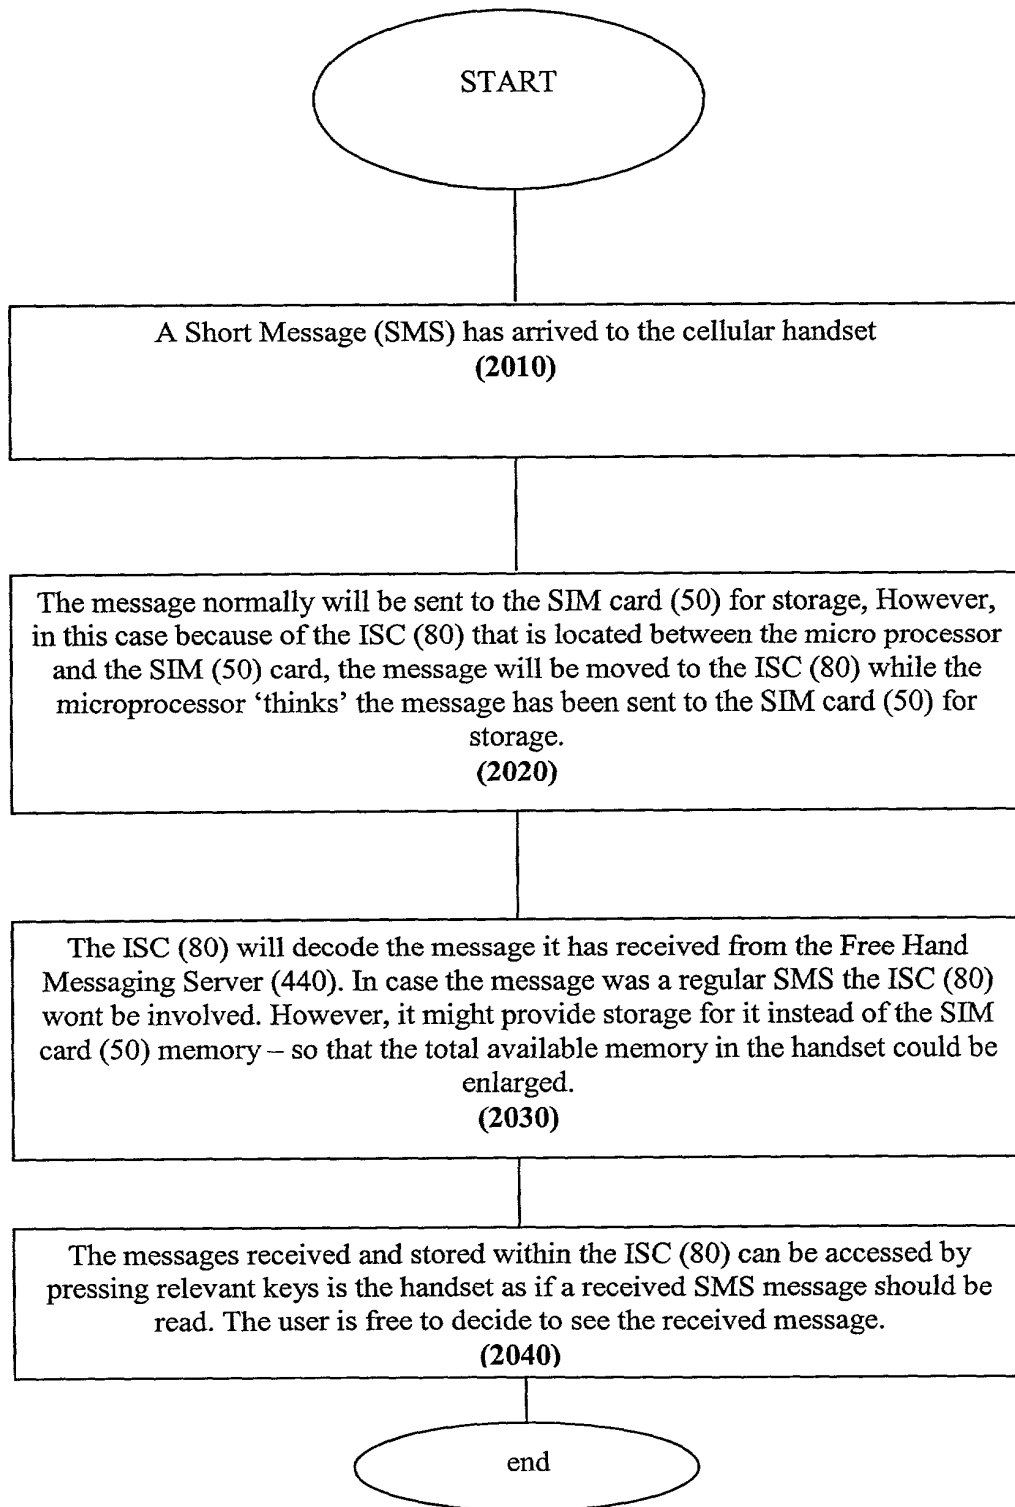 START
A Short Message (SMS) has arrived to the cellular handset
(2010)
The message normally will be sent to the SIM card (50) for storage, However,
in this case because of the ISC (80) that is located between the micro processor
and the SIM (50) card, the message will be moved to the ISC (80) while the
microprocessor ‘thinks’ the message has been sent to the SIM card (50) for
storage.
(2020)
The ISC (80) will decode the message it has received from the Free Hand
Messaging Server (440). In case the message was a regular SMS the ISC (80)
wont be involved. However, it might provide storage for it instead of the SIM
card (50) memory – so that the total available memory in the handset could be
enlarged.
(2030)
The messages received and stored within the ISC (80) can be accessed by
pressing relevant keys is the handset as if a received SMS message should be
read. The user is free to decide to see the received message.
(2040)
end